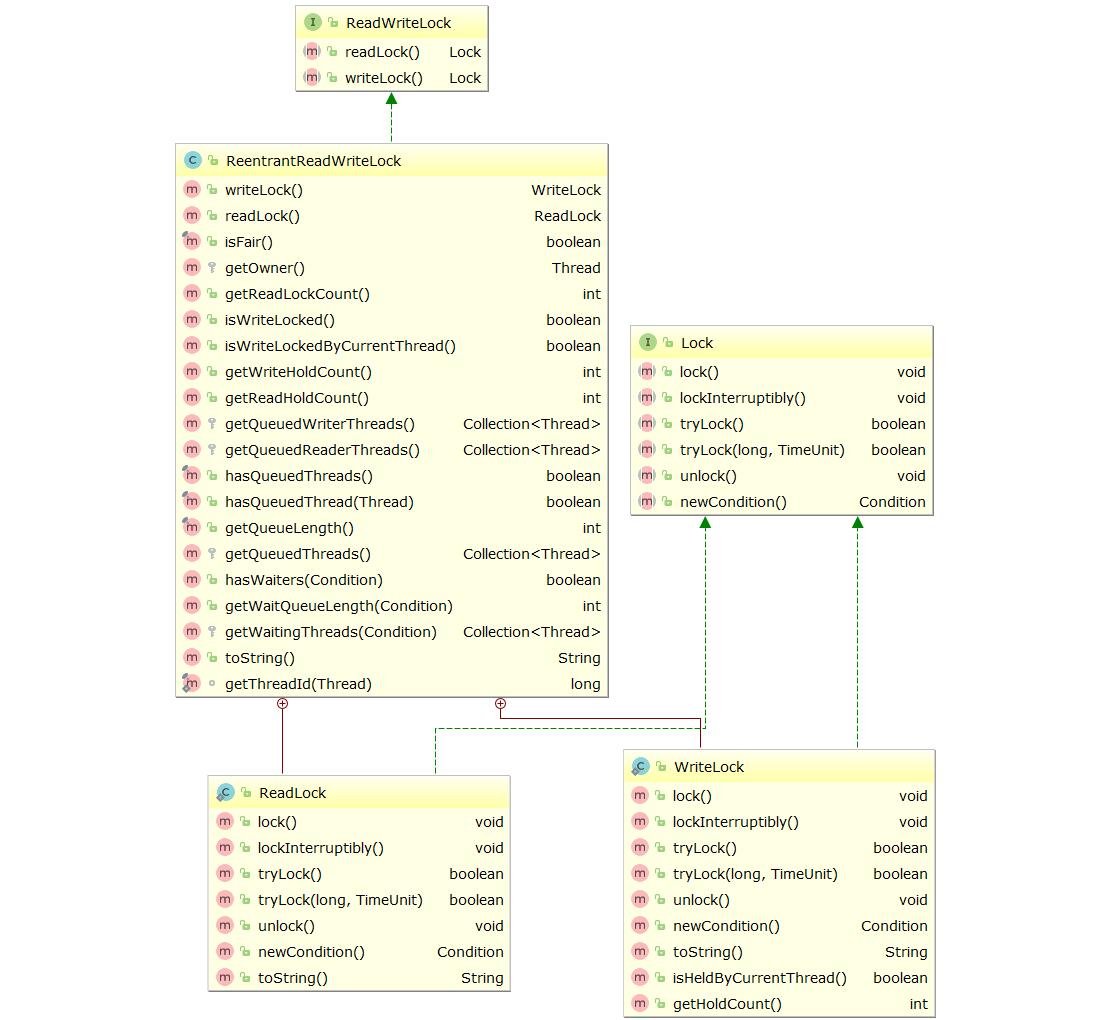 I ReadWriteLock
m readLock() Lock
m writeLock() Lock
C ReentrantReadWriteLock
m writeLock() WriteLock
m readLock() ReadLock
m isFair() boolean
m getOwner() Thread
m getReadLockCount() int
m isWriteLocked() boolean
m isWriteLockedByCurrentThread() boolean
m getWriteHoldCount() int
m getReadHoldCount() int
m getQueuedWriterThreads() Collection<Thread>
m getQueuedReaderThreads() Collection<Thread>
m hasQueuedThreads() boolean
m hasQueuedThread(Thread) boolean
m getQueueLength() int
m getQueuedThreads() Collection<Thread>
m hasWaiters(Condition) boolean
m getWaitQueueLength(Condition) int
m getWaitingThreads(Condition) Collection<Thread>
m toString() String
m getThreadId(Thread) long
I Lock
m lock() void
m lockInterruptibly() void
m tryLock() boolean
m tryLock(long, TimeUnit) boolean
m unlock() void
m newCondition() Condition
C ReadLock
m lock() void
m lockInterruptibly() void
m tryLock() boolean
m tryLock(long, TimeUnit) boolean
m unlock() void
m newCondition() Condition
m toString() String
C WriteLock
m lock() void
m lockInterruptibly() void
m tryLock() boolean
m tryLock(long, TimeUnit) boolean
m unlock() void
m newCondition() Condition
m toString() String
m isHeldByCurrentThread() boolean
m getHoldCount() int